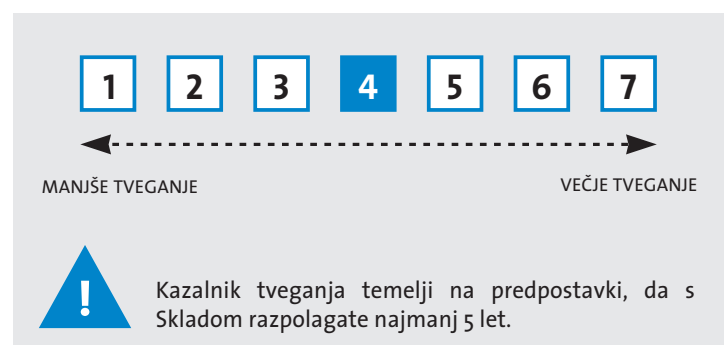 1 2 3 4 5 6 7
MANJŠE TVEGANJE VEČJE TVEGANJE
! Kazalnik tveganja temelji na predpostavki, da s
Skladom razpolagate najmanj 5 let.